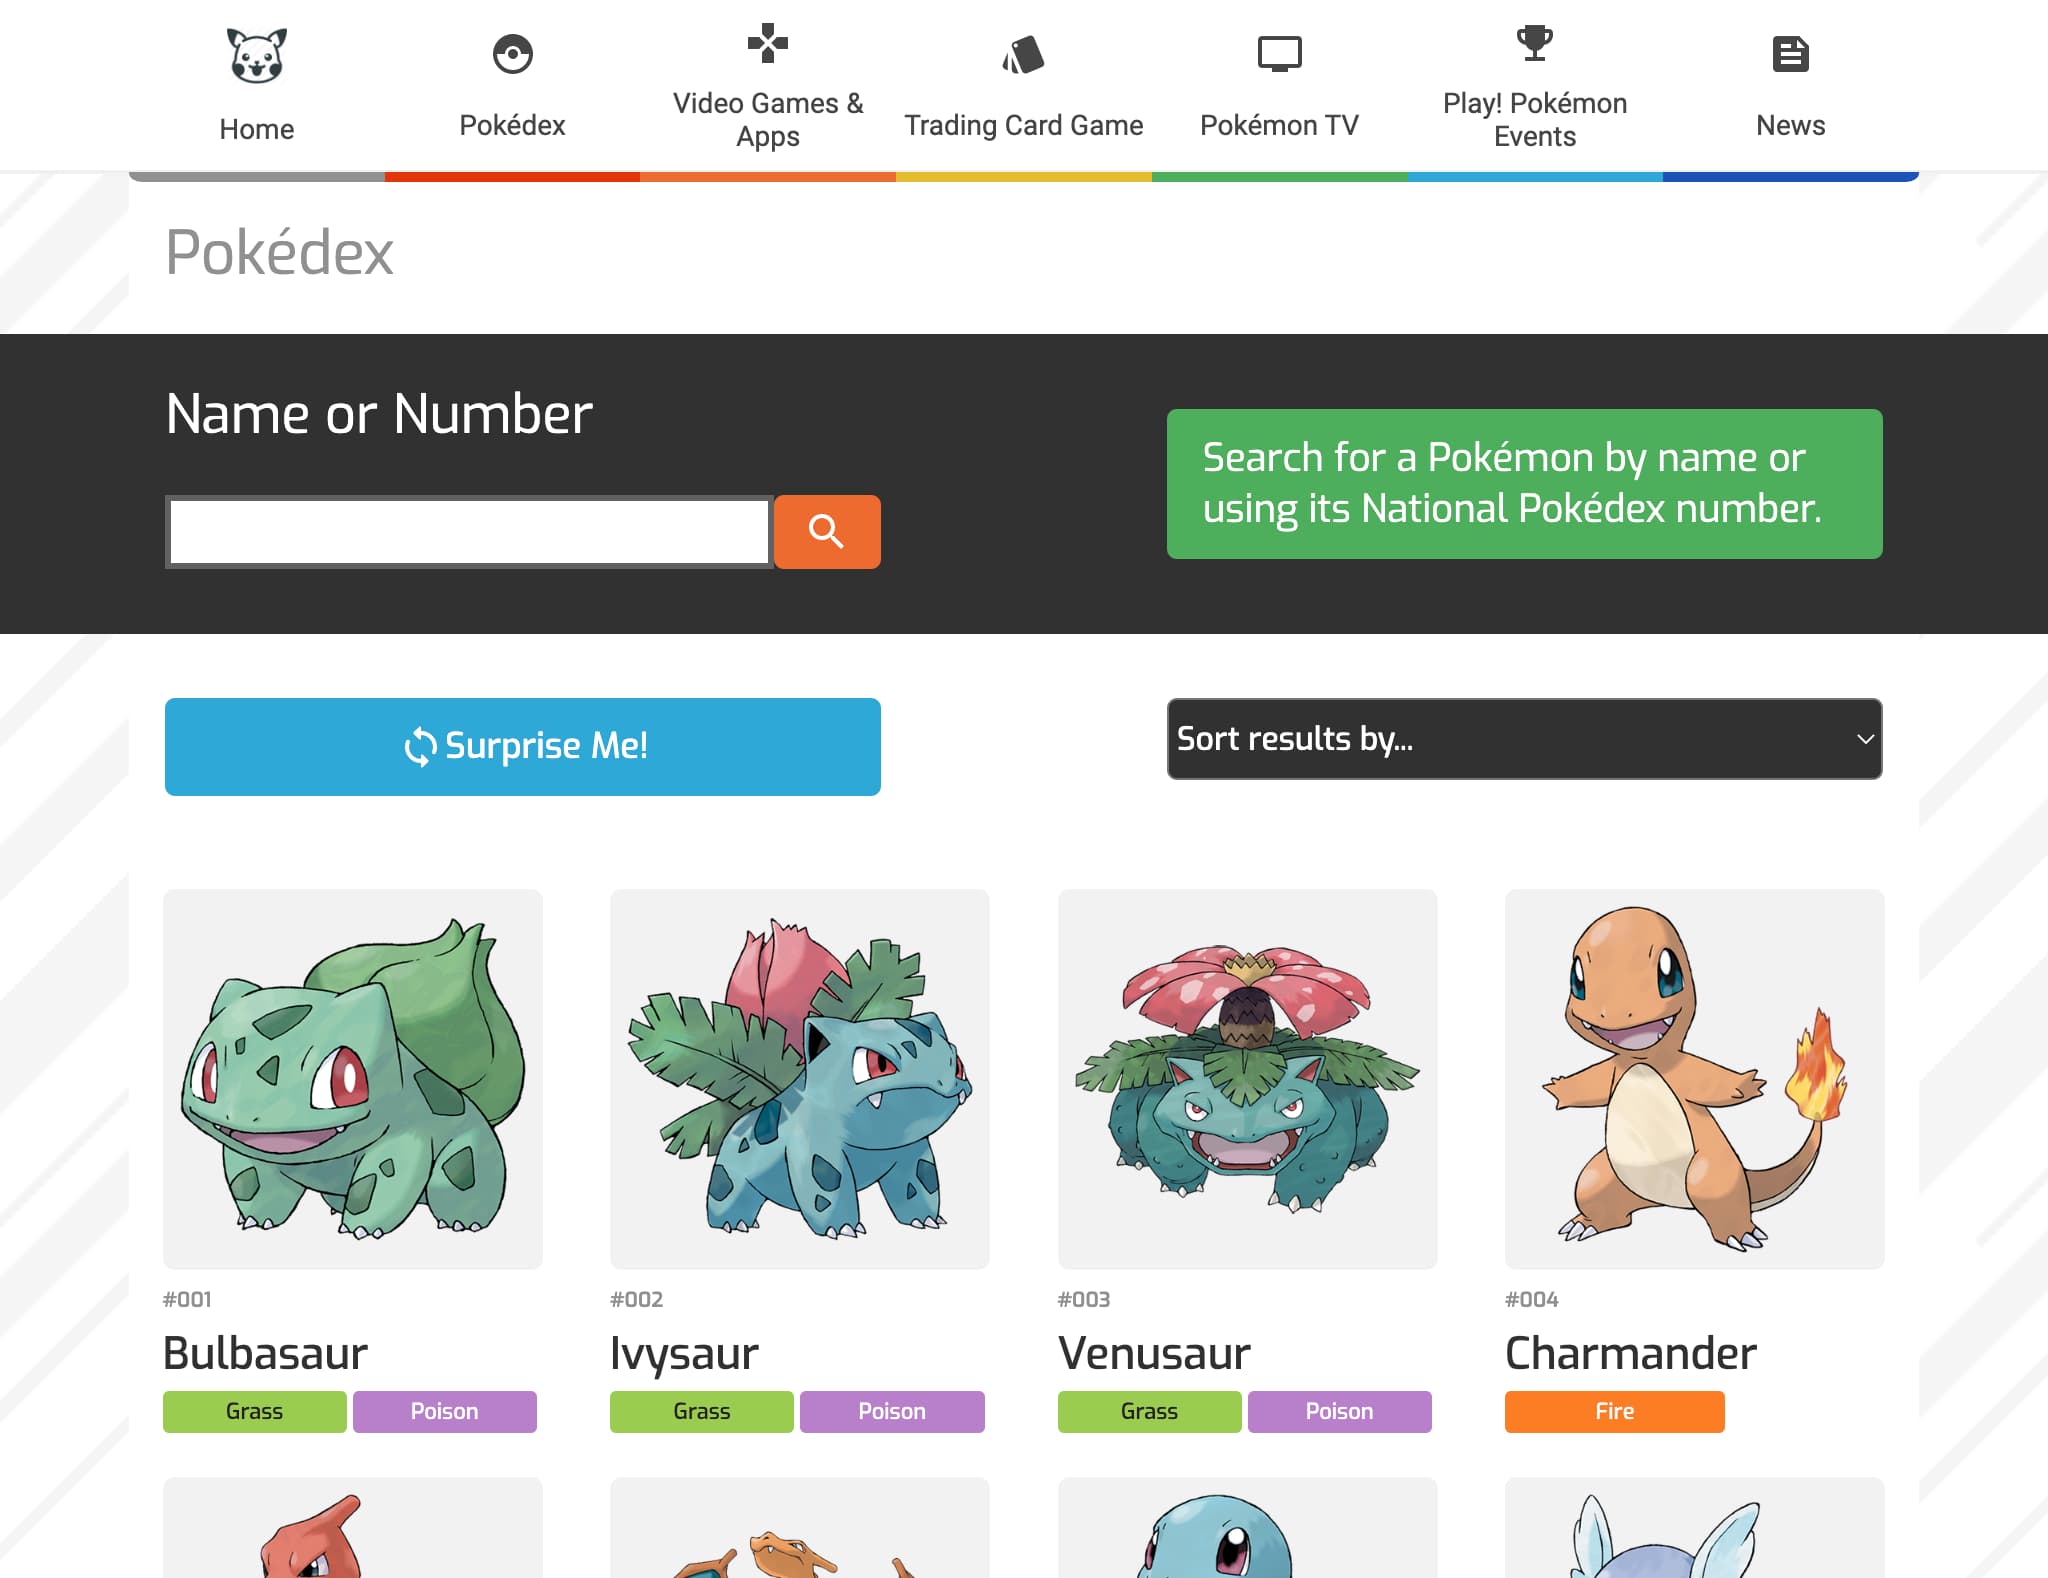 Home
Pokédex
Video Games &
Apps
Trading Card Game
Pokémon TV
Play! Pokémon
Events
News
Pokédex
Name or Number
Search for a Pokémon by name or
using its National Pokédex number.
Surprise Me!
Sort results by...
#001
Bulbasaur
Grass
Poison
#002
Ivysaur
Grass
Poison
#003
Venusaur
Grass
Poison
#004
Charmander
Fire